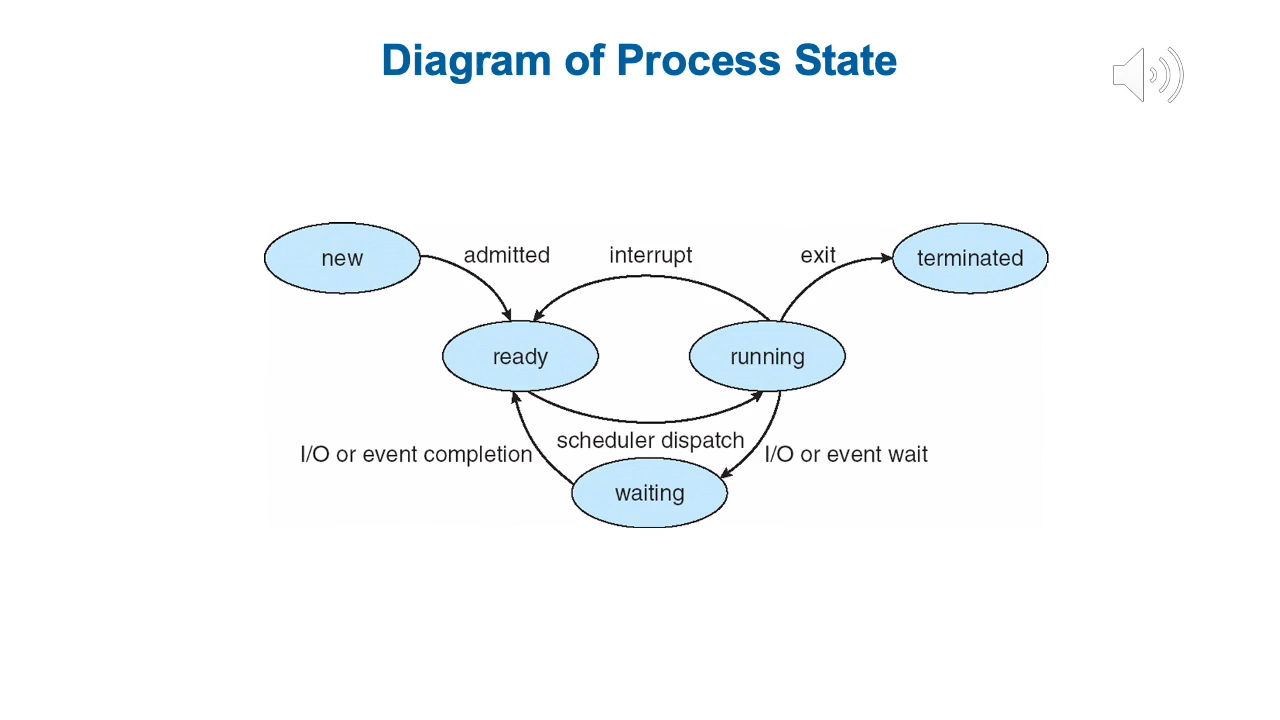 Diagram of Process State
new
admitted
interrupt
exit
terminated
ready
running
I/O or event completion
scheduler dispatch
I/O or event wait
waiting